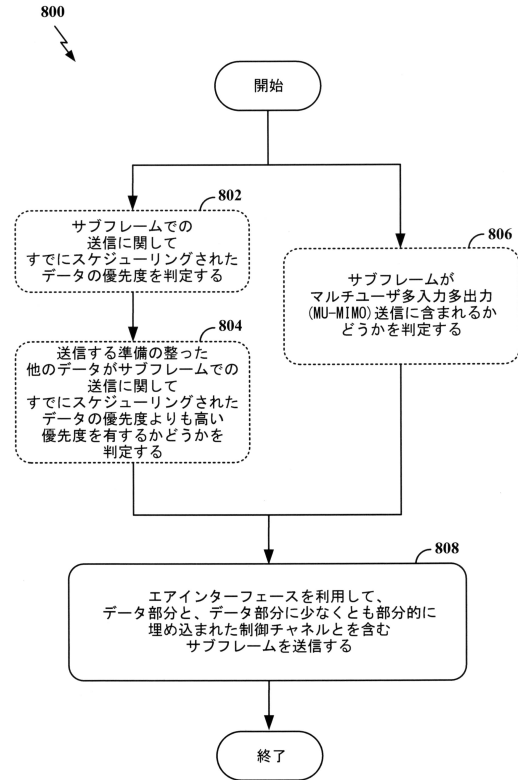 800
開始
802
サブフレームでの
送信に関して
すでにスケジューリングされた
データの優先度を判定する
804
送信する準備の整った
他のデータがサブフレームでの
送信に関して
すでにスケジューリングされた
データの優先度よりも高い
優先度を有するかどうかを
判定する
806
サブフレームが
マルチユーザ多入力多出力
(MU-MIMO)送信に含まれるか
どうかを判定する
808
エアインターフェースを利用して、
データ部分と、データ部分に少なくとも部分的に
埋め込まれた制御チャネルとを含む
サブフレームを送信する
終了